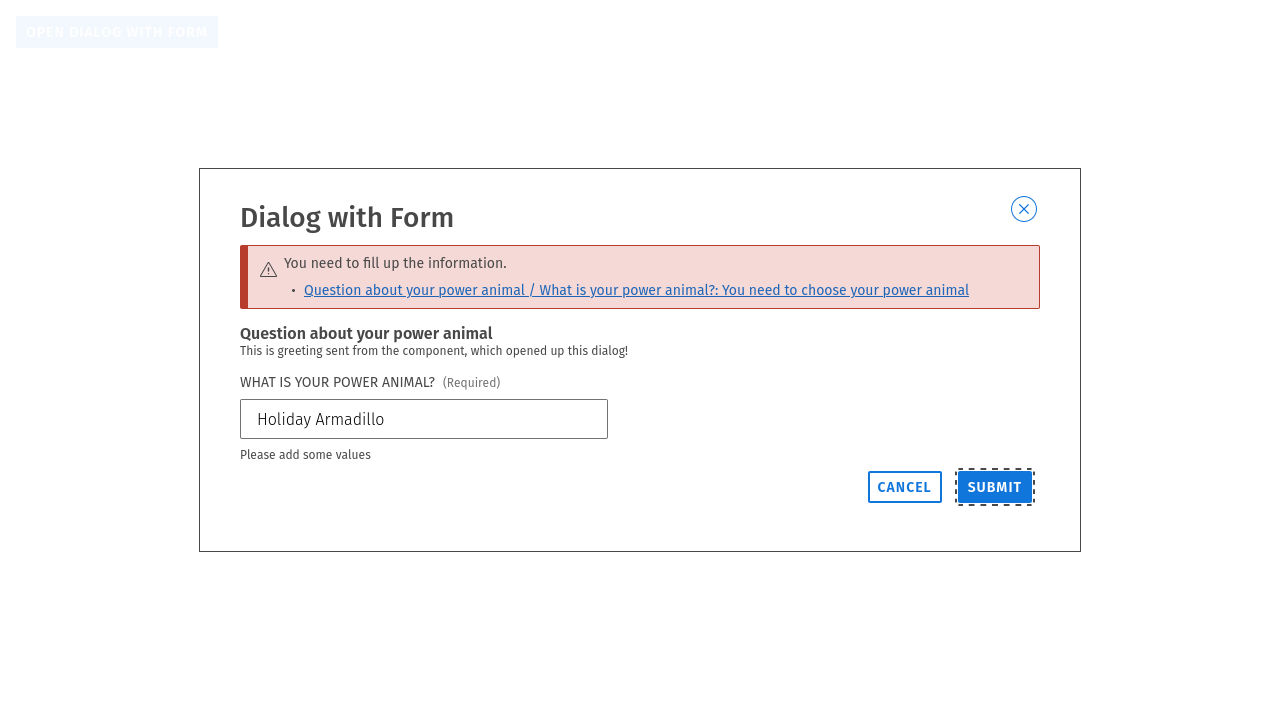 OPEN DIALOG WITH FORM
Dialog with Form
You need to fill up the information.
• Question about your power animal / What is your power animal?: You need to choose your power animal
Question about your power animal
This is greeting sent from the component, which opened up this dialog!
WHAT IS YOUR POWER ANIMAL? (Required)
Holiday Armadillo
Please add some values
CANCEL SUBMIT